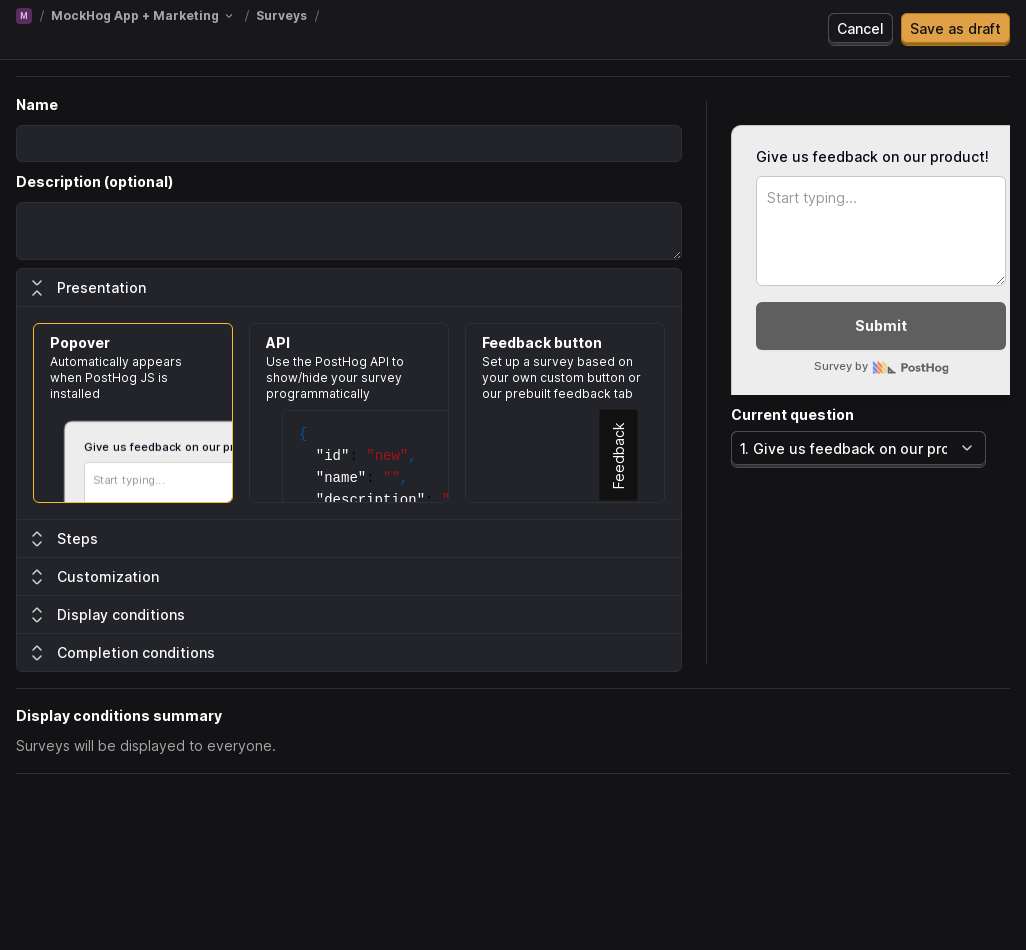 M / MockHog App + Marketing / Surveys /
Cancel
Save as draft
Name
Description (optional)
Presentation
Popover
Automatically appears
when PostHog JS is
installed
Give us feedback on our pr
Start typing...
API
Use the PostHog API to
show/hide your survey
programmatically
{
"id": "new",
"name": "",
"description": "
Feedback button
Set up a survey based on
your own custom button or
our prebuilt feedback tab
Feedback
Steps
Customization
Display conditions
Completion conditions
Give us feedback on our product!
Start typing...
Submit
Survey by PostHog
Current question
1. Give us feedback on our pro
Display conditions summary
Surveys will be displayed to everyone.